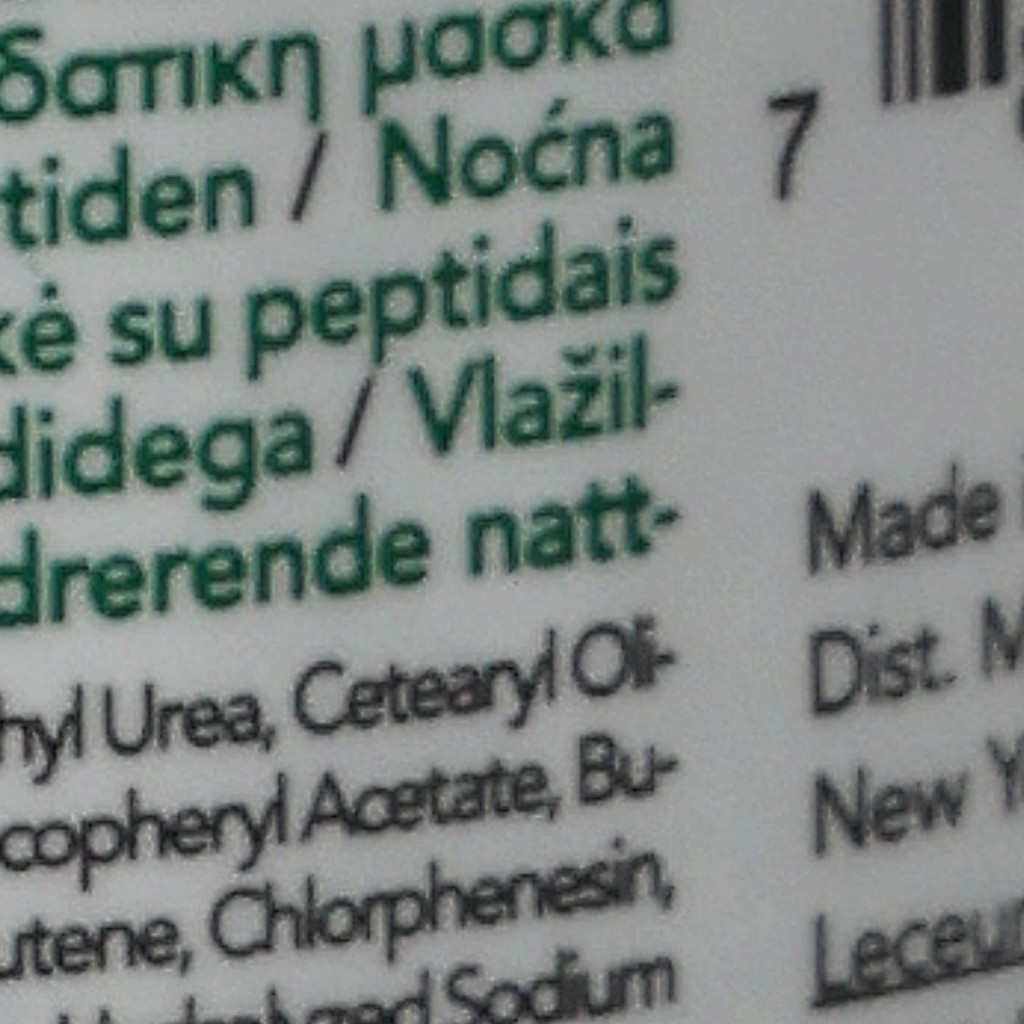 δατικη μασκα
tiden / Noćna
kė su peptidais
didega / Vlažil-
drerende natt-
hyl Urea, Cetearyl Oli-
copheryl Acetate, Bu-
utene, Chlorphenesin,
Sodium
7
Made
Dist. M
New Y
Leceur